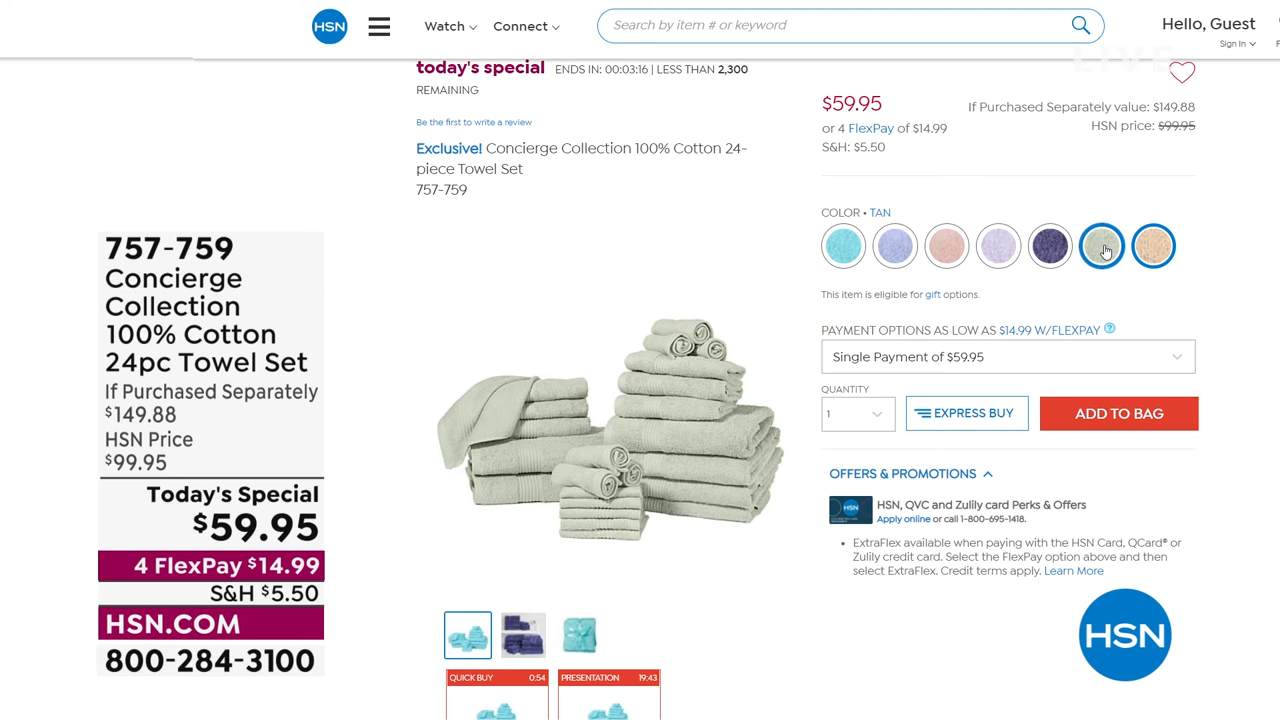 HSN
Watch
Connect
Search by item # or keyword
Hello, Guest
Sign In
LIVE
today's special ENDS IN: 00:03:16 | LESS THAN 2,300
REMAINING
Be the first to write a review
Exclusive! Concierge Collection 100% Cotton 24-
piece Towel Set
757-759
$59.95
or 4 FlexPay of $14.99
S&H: $5.50
If Purchased Separately value: $149.88
HSN price: $99.95
COLOR • TAN
This item is eligible for gift options.
PAYMENT OPTIONS AS LOW AS $14.99 W/FLEXPAY ?
Single Payment of $59.95
QUANTITY
1
EXPRESS BUY
ADD TO BAG
OFFERS & PROMOTIONS
HSN
HSN, QVC and Zulily card Perks & Offers
Apply online or call 1-800-695-1418.
• ExtraFlex available when paying with the HSN Card, QCard® or
Zulily credit card. Select the FlexPay option above and then
select ExtraFlex. Credit terms apply. Learn More
757-759
Concierge
Collection
100% Cotton
24pc Towel Set
If Purchased Separately
$149.88
HSN Price
$99.95
Today's Special
$59.95
4 FlexPay $14.99
S&H $5.50
HSN.COM
800-284-3100
QUICK BUY 0:54
PRESENTATION 19:43
HSN